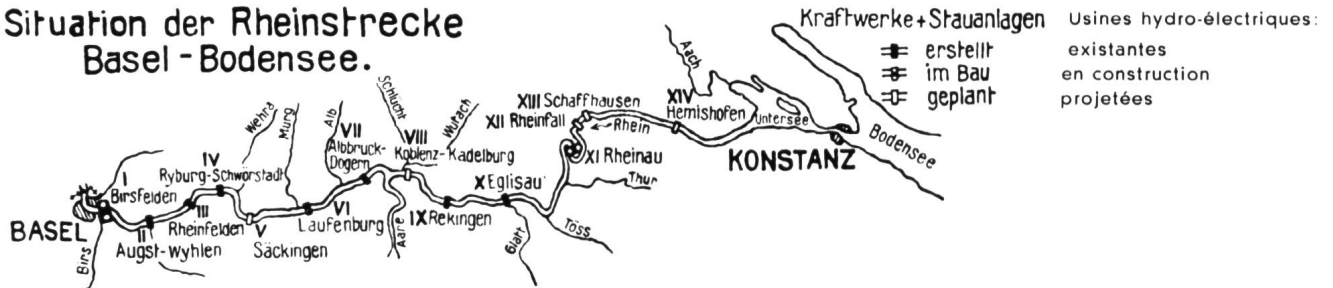 Situation der Rheinstrecke
Basel - Bodensee.
Kraftwerke + Stauanlagen Usines hydro-électriques:
erstellt existantes
im Bau en construction
geplant projetées
BASEL
Birs
I
Birsfelden
II
Augst-Wyhlen
III
Rheinfelden
IV
Ryburg-Schwörstadt
Wehra
V
Säckingen
Murg
VI
Laufenburg
Alb
VII
Albbruck-
Dogern
Schlücht
VIII
Koblenz-Kadelburg
Wutach
Aare
IX Rekingen
X Eglisau
Glatt
Töss
Thur
XI Rheinau
XII Rheinfall
Rhein
XIII Schaffhausen
XIV
Hemishofen
Aach
Untersee
KONSTANZ
Bodensee